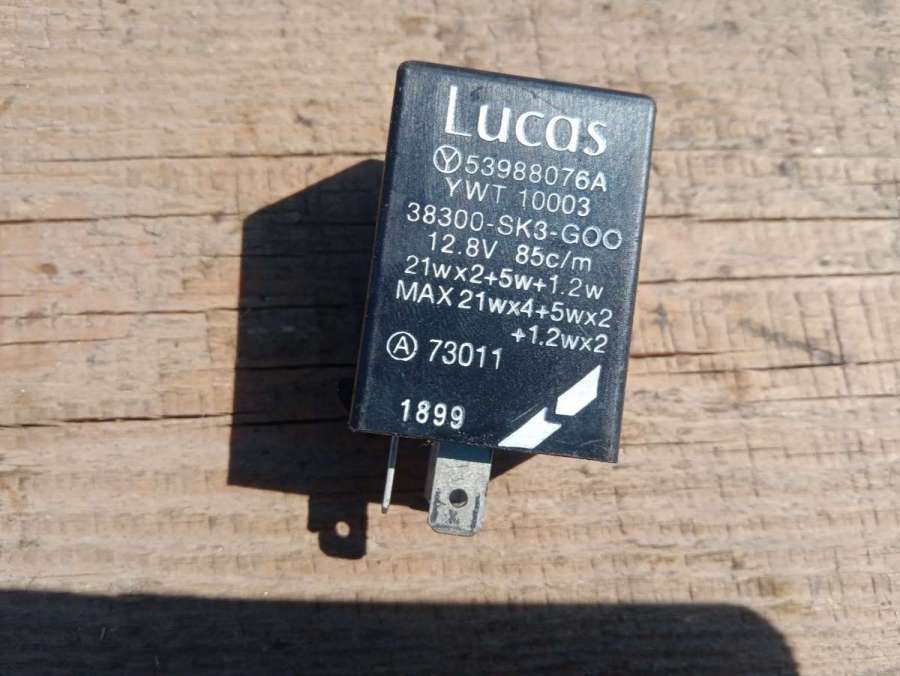 Lucas
Ⓨ 53988076A
YWT 10003
38300-SK3-G00
12.8V 85c/m
21wx2+5w+1.2w
MAX 21wx4+5wx2
+1.2wx2
Ⓐ 73011
1899